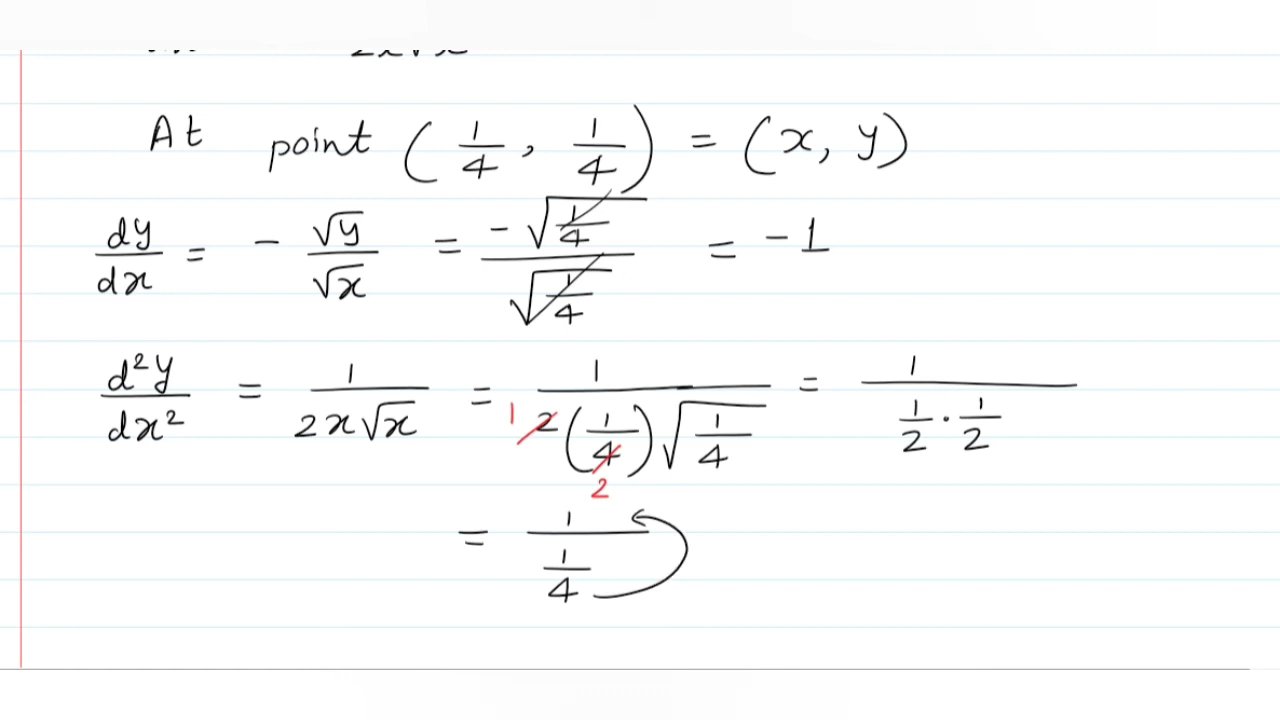 At point (1/4, 1/4) = (x, y)
dy/dx = - √y/√x = -√(1/4)/√(1/4) = -1
d²y/dx² = 1/(2x√x) = 1/(2(1/4)√(1/4)) = 1/(1/2 · 1/2)
1 2
= 1/(1/4)